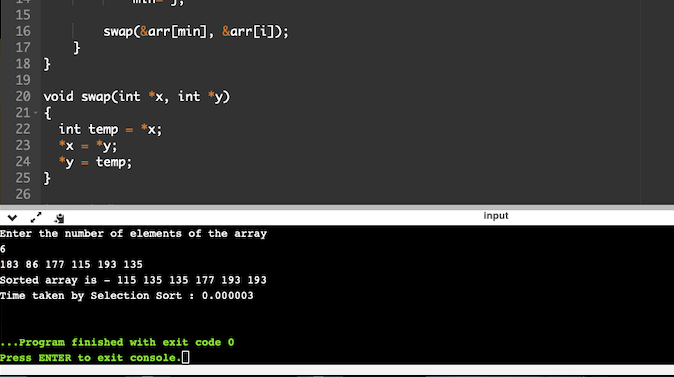 14 min= j;
15
16 swap(&arr[min], &arr[i]);
17 }
18 }
19
20 void swap(int *x, int *y)
21 {
22 int temp = *x;
23 *x = *y;
24 *y = temp;
25 }
26
input
Enter the number of elements of the array
6
183 86 177 115 193 135
Sorted array is - 115 135 135 177 193 193
Time taken by Selection Sort : 0.000003
...Program finished with exit code 0
Press ENTER to exit console.